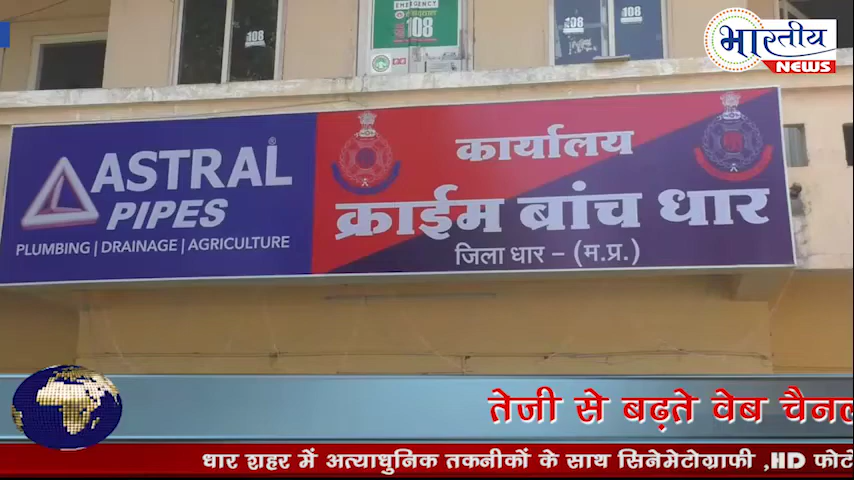 108
EMERGENCY
108
108
108
भारतीय
NEWS
ASTRAL®
PIPES
PLUMBING | DRAINAGE | AGRICULTURE
कार्यालय
क्राईम बांच धार
जिला धार – (म.प्र.)
तेजी से बढ़ते वेब चैनल
धार शहर में अत्याधुनिक तकनीकों के साथ सिनेमेटोग्राफी ,HD फोटो